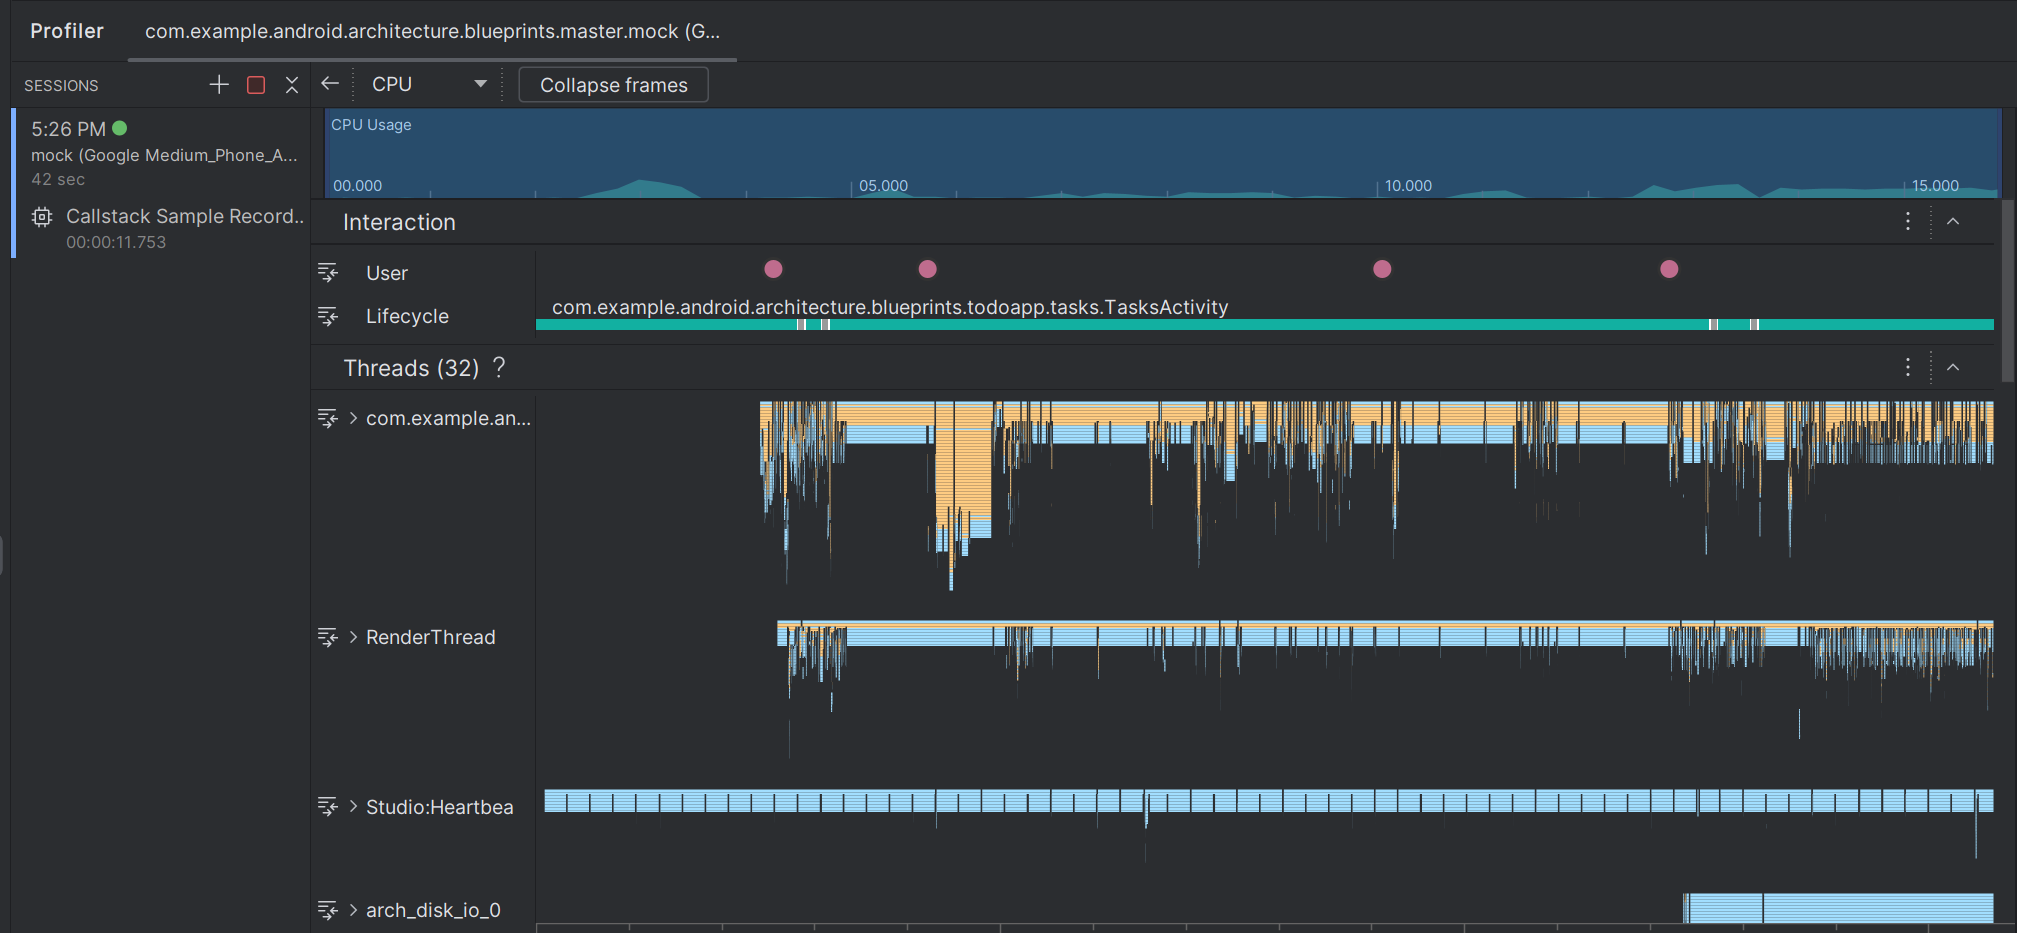 Profiler
com.example.android.architecture.blueprints.master.mock (G...
SESSIONS
CPU
Collapse frames
5:26 PM
mock (Google Medium_Phone_A...
42 sec
Callstack Sample Record..
00:00:11.753
CPU Usage
00.000
05.000
10.000
15.000
Interaction
User
Lifecycle
com.example.android.architecture.blueprints.todoapp.tasks.TasksActivity
Threads (32) ?
com.example.an...
RenderThread
Studio:Heartbea
arch_disk_io_0